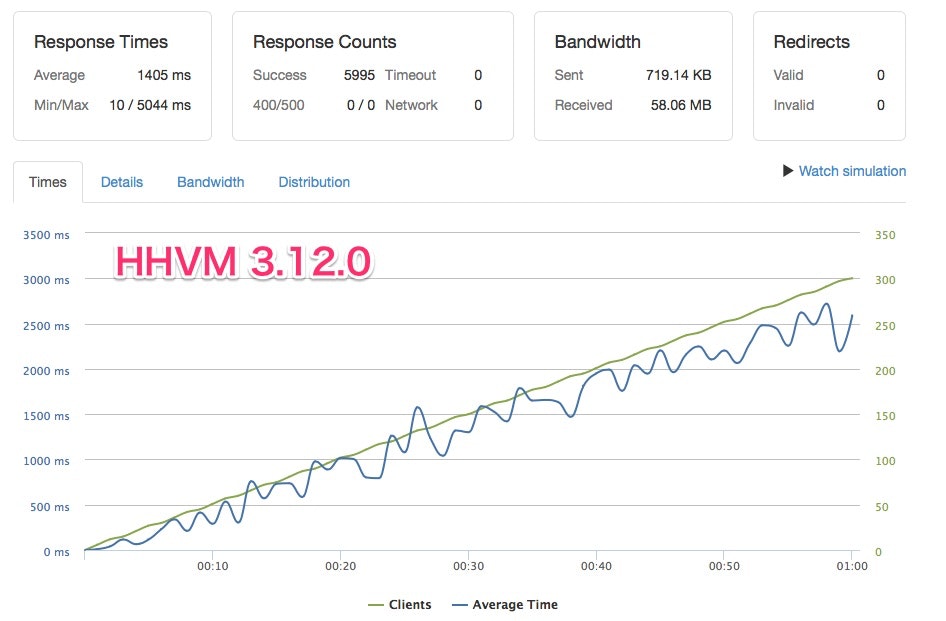 Response Times
Average 1405 ms
Min/Max 10 / 5044 ms
Response Counts
Success 5995 Timeout 0
400/500 0 / 0 Network 0
Bandwidth
Sent 719.14 KB
Received 58.06 MB
Redirects
Valid 0
Invalid 0
Times Details Bandwidth Distribution
Watch simulation
HHVM 3.12.0
3500 ms 350
3000 ms 300
2500 ms 250
2000 ms 200
1500 ms 150
1000 ms 100
500 ms 50
0 ms 0
00:10 00:20 00:30 00:40 00:50 01:00
Clients Average Time